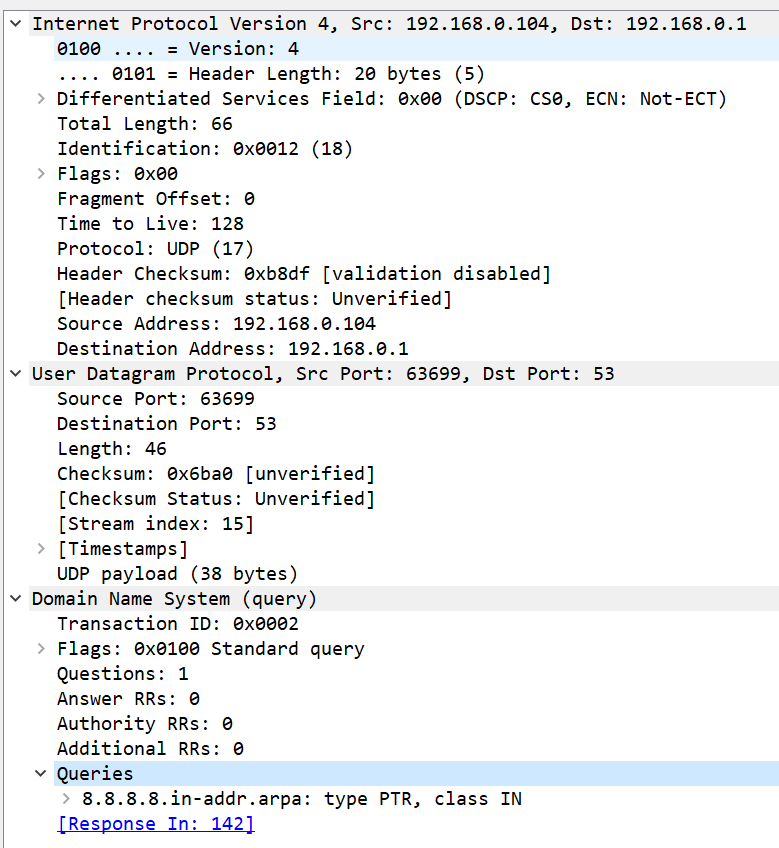 Internet Protocol Version 4, Src: 192.168.0.104, Dst: 192.168.0.1
0100 .... = Version: 4
.... 0101 = Header Length: 20 bytes (5)
Differentiated Services Field: 0x00 (DSCP: CS0, ECN: Not-ECT)
Total Length: 66
Identification: 0x0012 (18)
Flags: 0x00
Fragment Offset: 0
Time to Live: 128
Protocol: UDP (17)
Header Checksum: 0xb8df [validation disabled]
[Header checksum status: Unverified]
Source Address: 192.168.0.104
Destination Address: 192.168.0.1
User Datagram Protocol, Src Port: 63699, Dst Port: 53
Source Port: 63699
Destination Port: 53
Length: 46
Checksum: 0x6ba0 [unverified]
[Checksum Status: Unverified]
[Stream index: 15]
[Timestamps]
UDP payload (38 bytes)
Domain Name System (query)
Transaction ID: 0x0002
Flags: 0x0100 Standard query
Questions: 1
Answer RRs: 0
Authority RRs: 0
Additional RRs: 0
Queries
8.8.8.8.in-addr.arpa: type PTR, class IN
[Response In: 142]